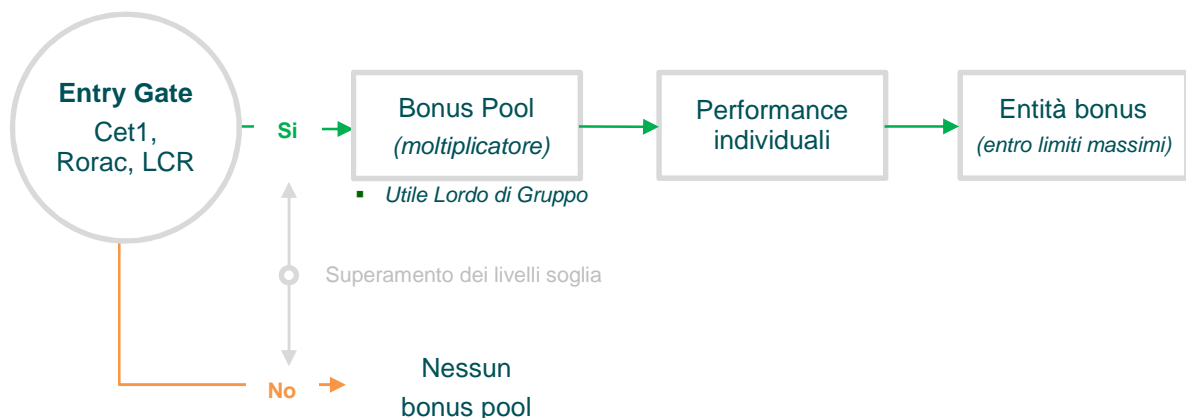 Entry Gate
Cet1,
Rorac, LCR
Si
Bonus Pool
(moltiplicatore)
▪ Utile Lordo di Gruppo
Performance
individuali
Entità bonus
(entro limiti massimi)
Superamento dei livelli soglia
No
Nessun
bonus pool